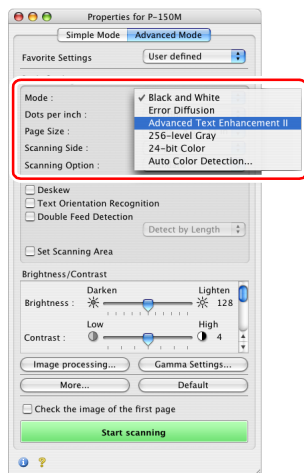 Properties for P-150M
Simple Mode Advanced Mode
Favorite Settings User defined
Mode : ✓ Black and White
Error Diffusion
Dots per inch : Advanced Text Enhancement II
Page Size : 256-level Gray
Scanning Side : 24-bit Color
Scanning Option : Auto Color Detection...
Deskew
Text Orientation Recognition
Double Feed Detection
Detect by Length
Set Scanning Area
Brightness/Contrast
Darken Lighten
Brightness : 128
Low High
Contrast : 4
Image processing... Gamma Settings...
More... Default
Check the image of the first page
Start scanning
i ?